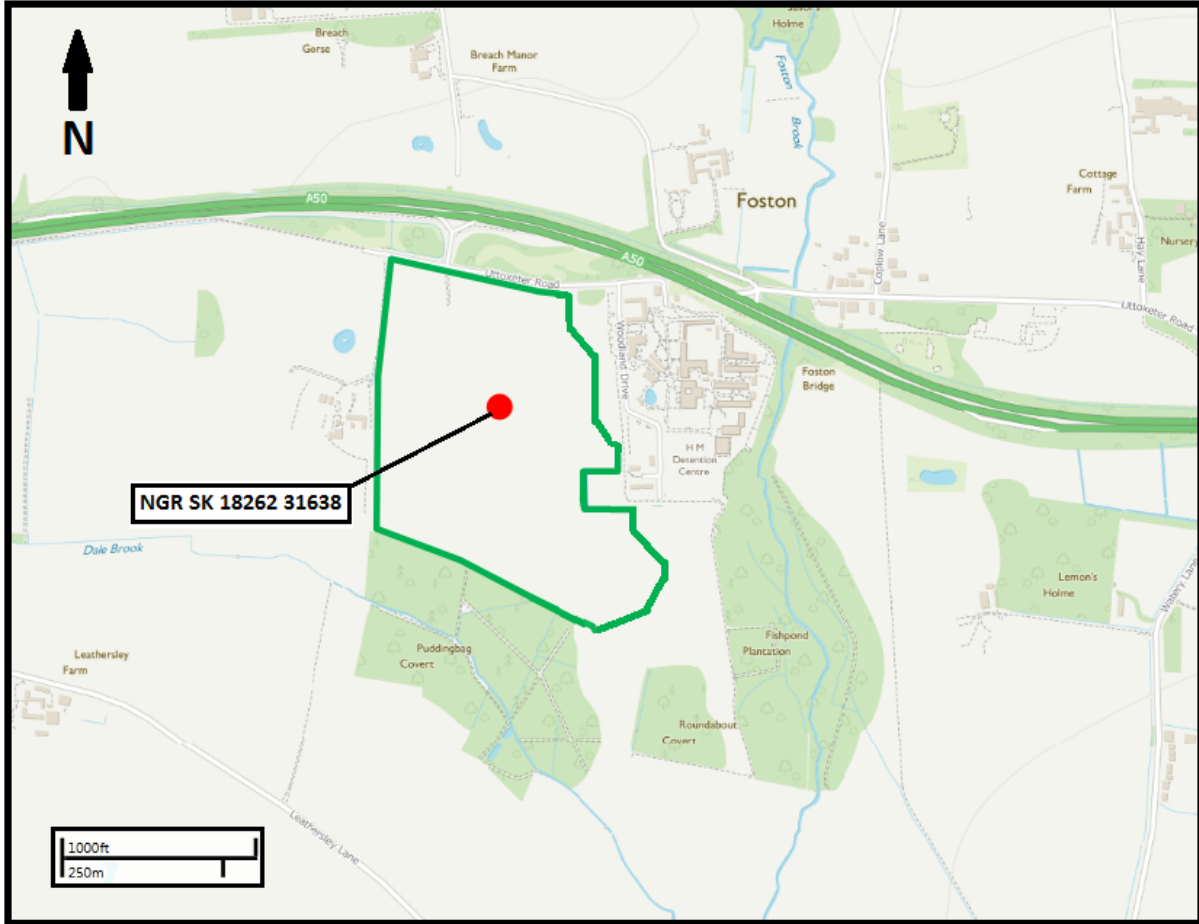 Breach
Gorse
Holme
Breach Manor
Farm
Foston
Brook
N
Cottage
Farm
A50
Foston
Nursery
Coplow Lane
Hay Lane
A50
Uttoxeter Road
Uttoxeter Road
Woodland Drive
Foston
Bridge
H M
Detention
Centre
NGR SK 18262 31638
Dale Brook
Lemon's
Holme
Watery Lane
Puddingbag
Covert
Fishpond
Plantation
Leathersley
Farm
Roundabout
Covert
Leathersley Lane
1000ft
250m